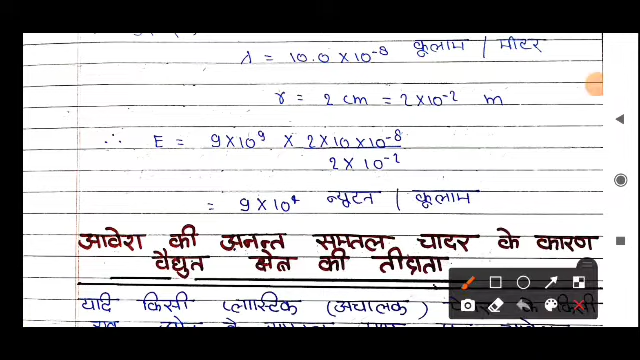 λ = 10.0 × 10⁻⁸ कूलाम / मीटर
r = 2 cm = 2 × 10⁻² m
∴ E = 9 × 10⁹ × 2 × 10 × 10⁻⁸ / 2 × 10⁻²
= 9 × 10⁴ न्यूटन / कूलाम
आवेश की अनन्त समतल चादर के कारण
वैद्युत क्षेत्र की तीव्रता
यदि किसी प्लास्टिक (अचालक)